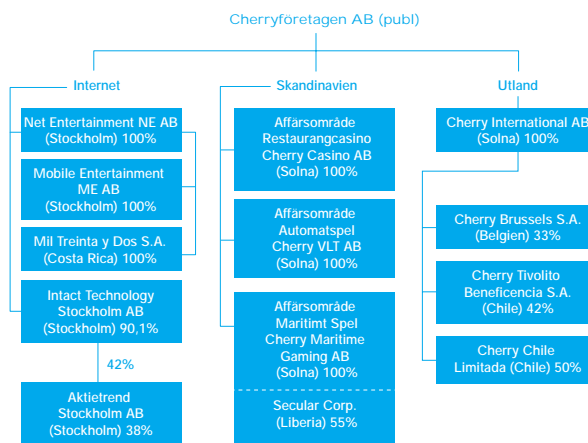 Cherryföretagen AB (publ)
Internet
Net Entertainment NE AB
(Stockholm) 100%
Mobile Entertainment
ME AB
(Stockholm) 100%
Mil Treinta y Dos S.A.
(Costa Rica) 100%
Intact Technology
Stockholm AB
(Stockholm) 90,1%
42%
Aktietrend
Stockholm AB
(Stockholm) 38%
Skandinavien
Affärsområde
Restaurangcasino
Cherry Casino AB
(Solna) 100%
Affärsområde
Automatspel
Cherry VLT AB
(Solna) 100%
Affärsområde
Maritimt Spel
Cherry Maritime
Gaming AB
(Solna) 100%
Secular Corp.
(Liberia) 55%
Utland
Cherry International AB
(Solna) 100%
Cherry Brussels S.A.
(Belgien) 33%
Cherry Tivolito
Beneficencia S.A.
(Chile) 42%
Cherry Chile
Limitada (Chile) 50%